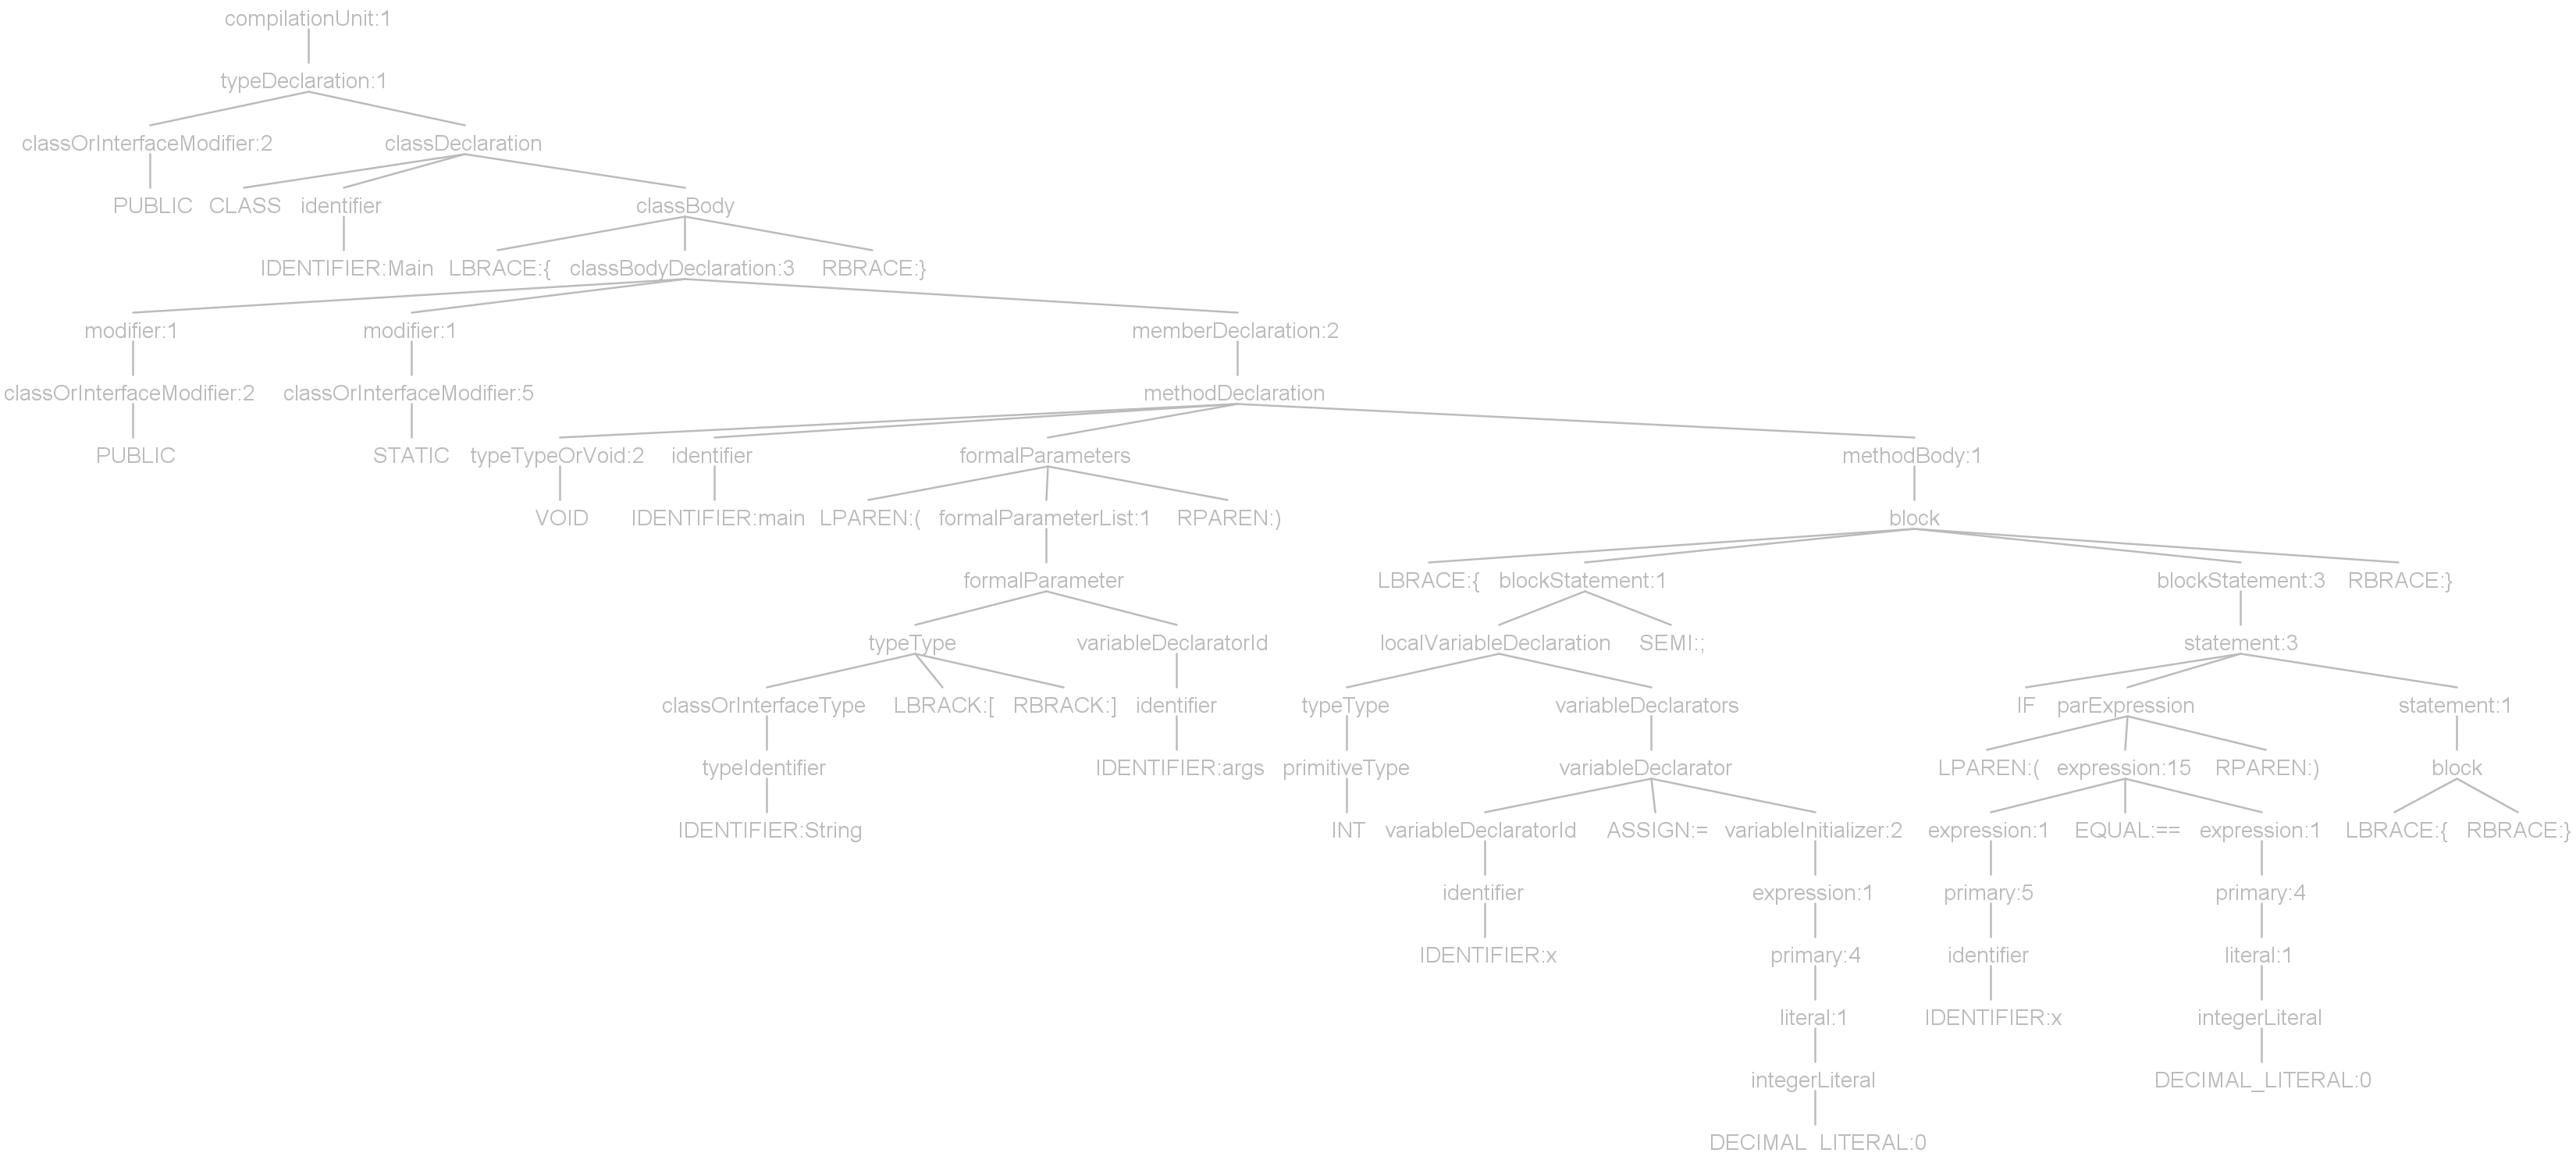 compilationUnit:1
typeDeclaration:1
classOrInterfaceModifier:2 classDeclaration
PUBLIC CLASS identifier classBody
IDENTIFIER:Main LBRACE:{ classBodyDeclaration:3 RBRACE:}
modifier:1 modifier:1 memberDeclaration:2
classOrInterfaceModifier:2 classOrInterfaceModifier:5 methodDeclaration
PUBLIC STATIC typeTypeOrVoid:2 identifier formalParameters methodBody:1
VOID IDENTIFIER:main LPAREN:( formalParameterList:1 RPAREN:) block
formalParameter LBRACE:{ blockStatement:1 blockStatement:3 RBRACE:}
typeType variableDeclaratorId localVariableDeclaration SEMI:; statement:3
classOrInterfaceType LBRACK:[ RBRACK:] identifier typeType variableDeclarators IF parExpression statement:1
typeIdentifier IDENTIFIER:args primitiveType variableDeclarator LPAREN:( expression:15 RPAREN:) block
IDENTIFIER:String INT variableDeclaratorId ASSIGN:= variableInitializer:2 expression:1 EQUAL:== expression:1 LBRACE:{ RBRACE:}
identifier expression:1 primary:5 primary:4
IDENTIFIER:x primary:4 identifier literal:1
literal:1 IDENTIFIER:x integerLiteral
integerLiteral DECIMAL_LITERAL:0
DECIMAL LITERAL:0